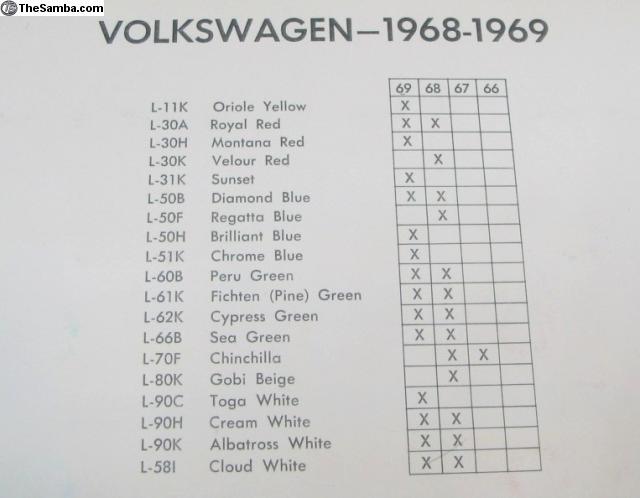 TheSamba.com
VOLKSWAGEN—1968-1969
69 68 67 66
L-11K Oriole Yellow X
L-30A Royal Red X X
L-30H Montana Red X
L-30K Velour Red X
L-31K Sunset X
L-50B Diamond Blue X X
L-50F Regatta Blue X
L-50H Brilliant Blue X
L-51K Chrome Blue X
L-60B Peru Green X X
L-61K Fichten (Pine) Green X X
L-62K Cypress Green X X
L-66B Sea Green X X
L-70F Chinchilla X X
L-80K Gobi Beige X
L-90C Toga White X
L-90H Cream White X X
L-90K Albatross White X X
L-58I Cloud White X X